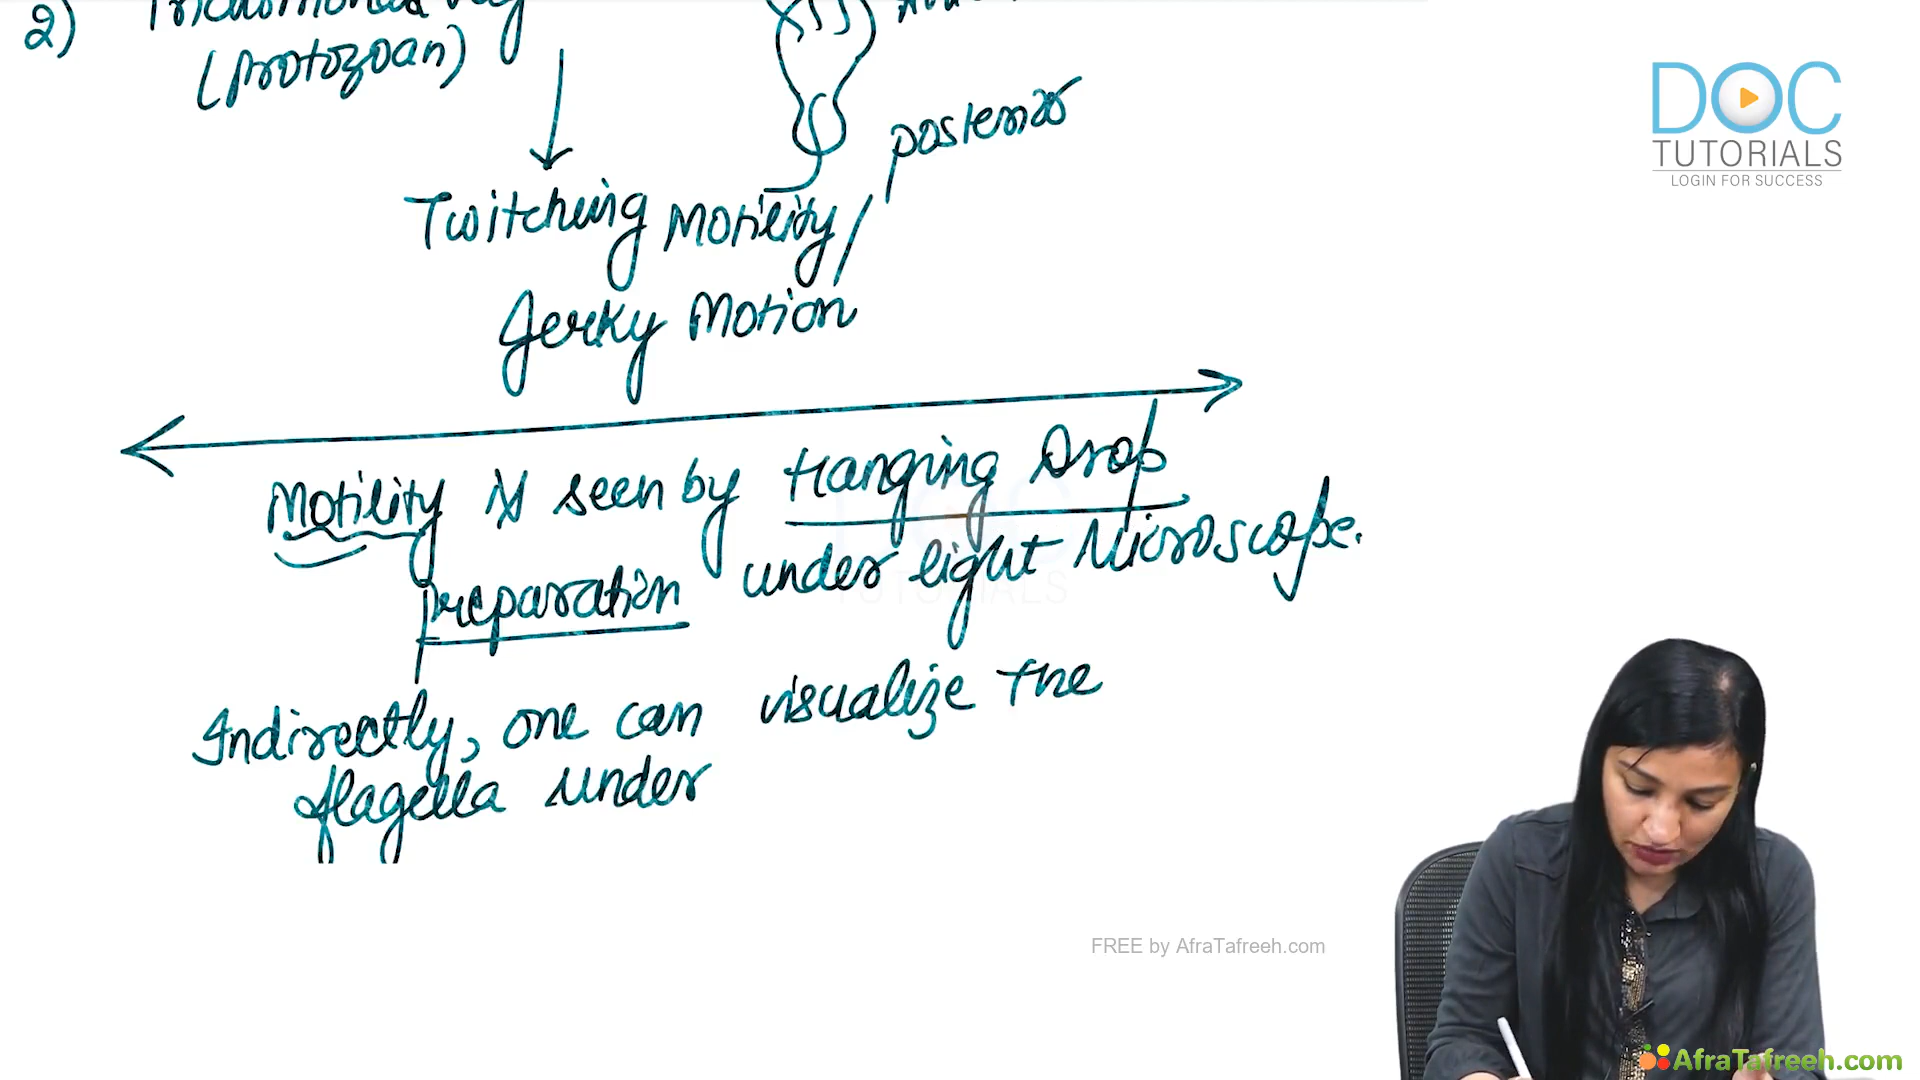 2)
(Protozoan)
posterior
Twitching Motility/
Jerky Motion
Motility is seen by Hanging Drop
preparation under light Microscope.
Indirectly, one can visualize the
flagella under
DOC
TUTORIALS
LOGIN FOR SUCCESS
FREE by AfraTafreeh.com
AfraTafreeh.com